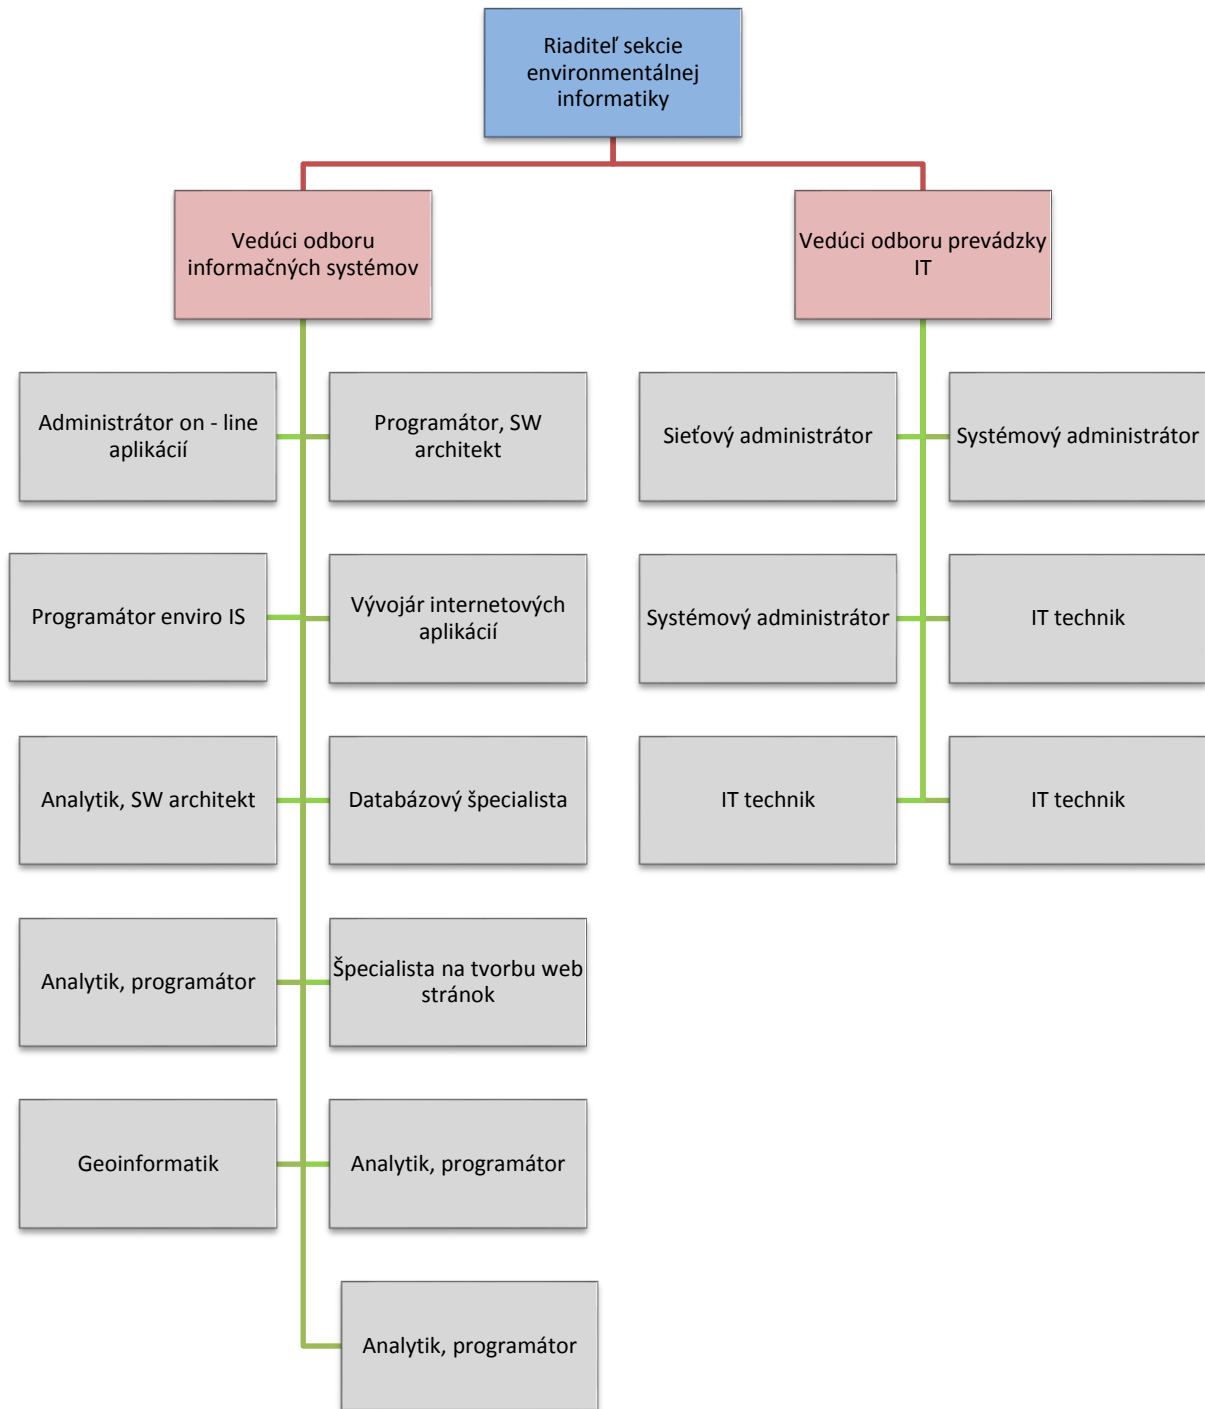 Riaditeľ sekcie
environmentálnej
informatiky
Vedúci odboru
informačných systémov
Vedúci odboru prevádzky
IT
Administrátor on - line
aplikácií
Programátor, SW
architekt
Sieťový administrátor
Systémový administrátor
Programátor enviro IS
Vývojár internetových
aplikácií
Systémový administrátor
IT technik
Analytik, SW architekt
Databázový špecialista
IT technik
IT technik
Analytik, programátor
Špecialista na tvorbu web
stránok
Geoinformatik
Analytik, programátor
Analytik, programátor